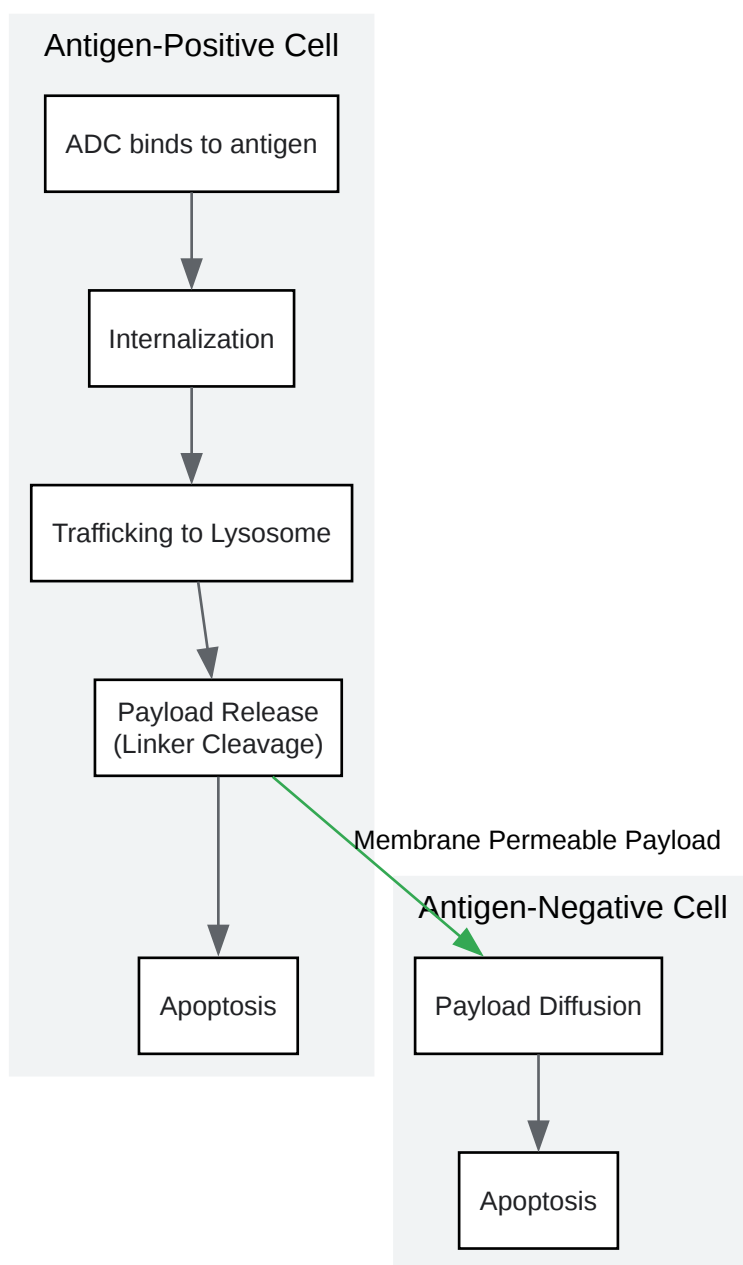 Antigen-Positive Cell
ADC binds to antigen
Internalization
Trafficking to Lysosome
Payload Release
(Linker Cleavage)
Membrane Permeable Payload
Antigen-Negative Cell
Apoptosis
Payload Diffusion
Apoptosis